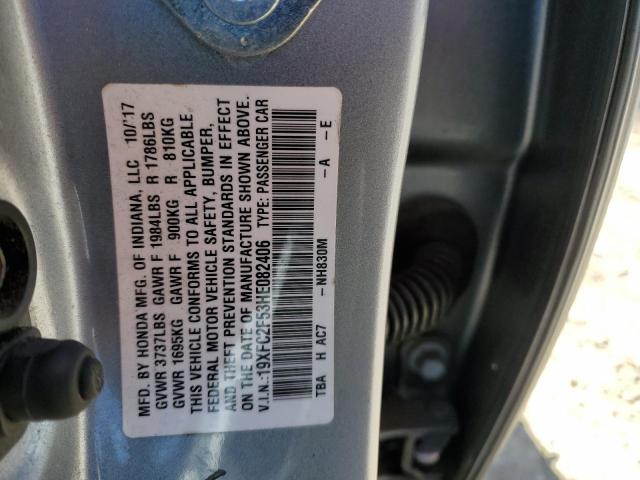 MFD. BY HONDA MFG. OF INDIANA, LLC 10/'17
GVWR 3737LBS GAWR F 1984LBS R 1786LBS
GVWR 1695KG GAWR F 900KG R 810KG
THIS VEHICLE CONFORMS TO ALL APPLICABLE
FEDERAL MOTOR VEHICLE SAFETY, BUMPER,
AND THEFT PREVENTION STANDARDS IN EFFECT
ON THE DATE OF MANUFACTURE SHOWN ABOVE.
V.I.N.:19XFC2F53HE082406 TYPE: PASSENGER CAR
TBA H AC7 -NH830M -A -E